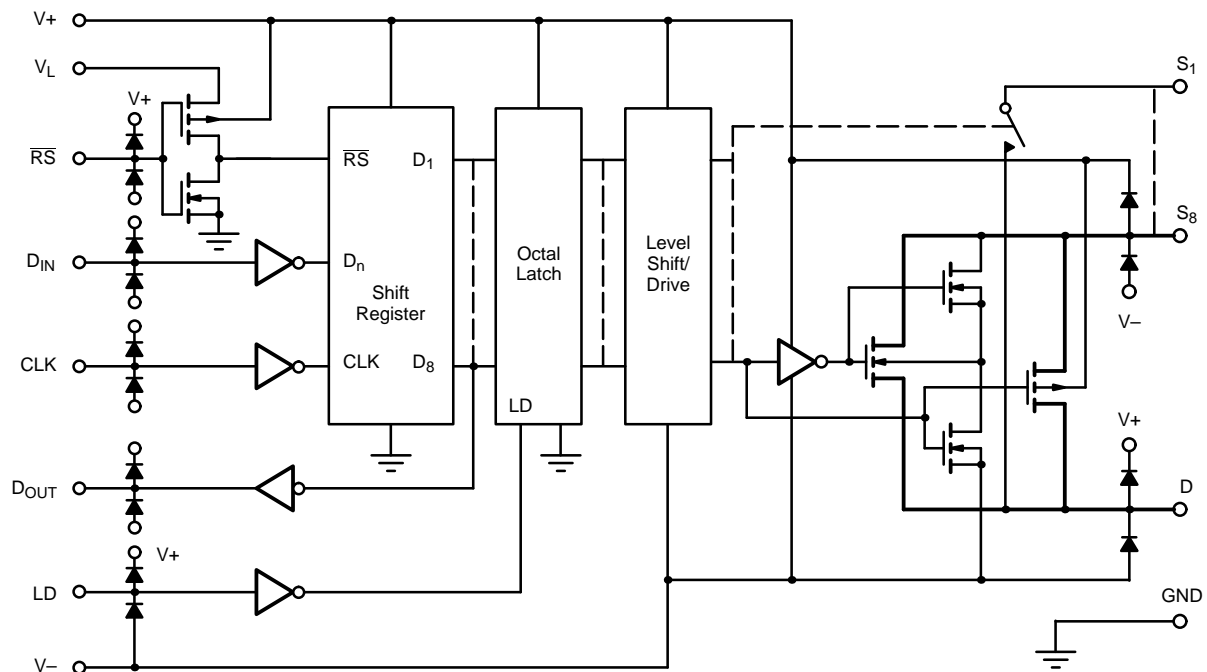 V+
VL
V+
RS
DIN
CLK
DOUT
V+
LD
V–
RS
D1
Dn
Shift
Register
CLK
D8
Octal
Latch
LD
Level
Shift/
Drive
S1
S8
V–
V+
D
GND